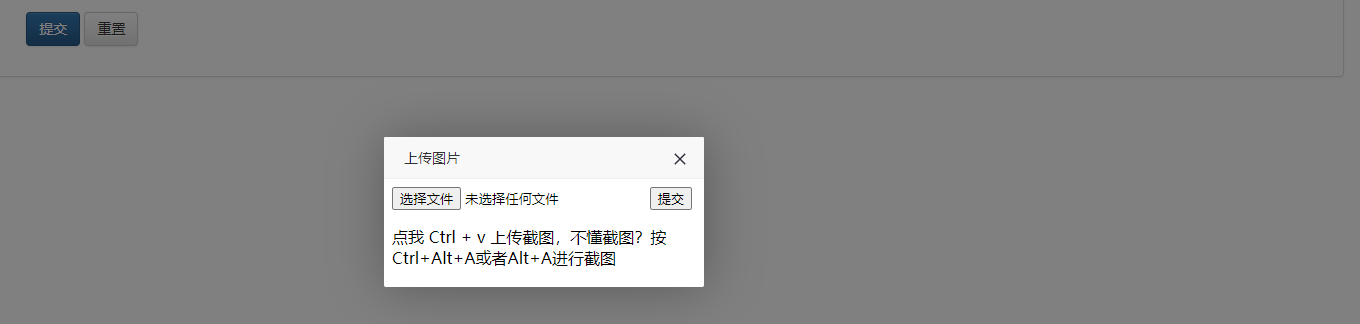 提交 重置
上传图片
选择文件 未选择任何文件 提交
点我 Ctrl + v 上传截图，不懂截图？按
Ctrl+Alt+A或者Alt+A进行截图